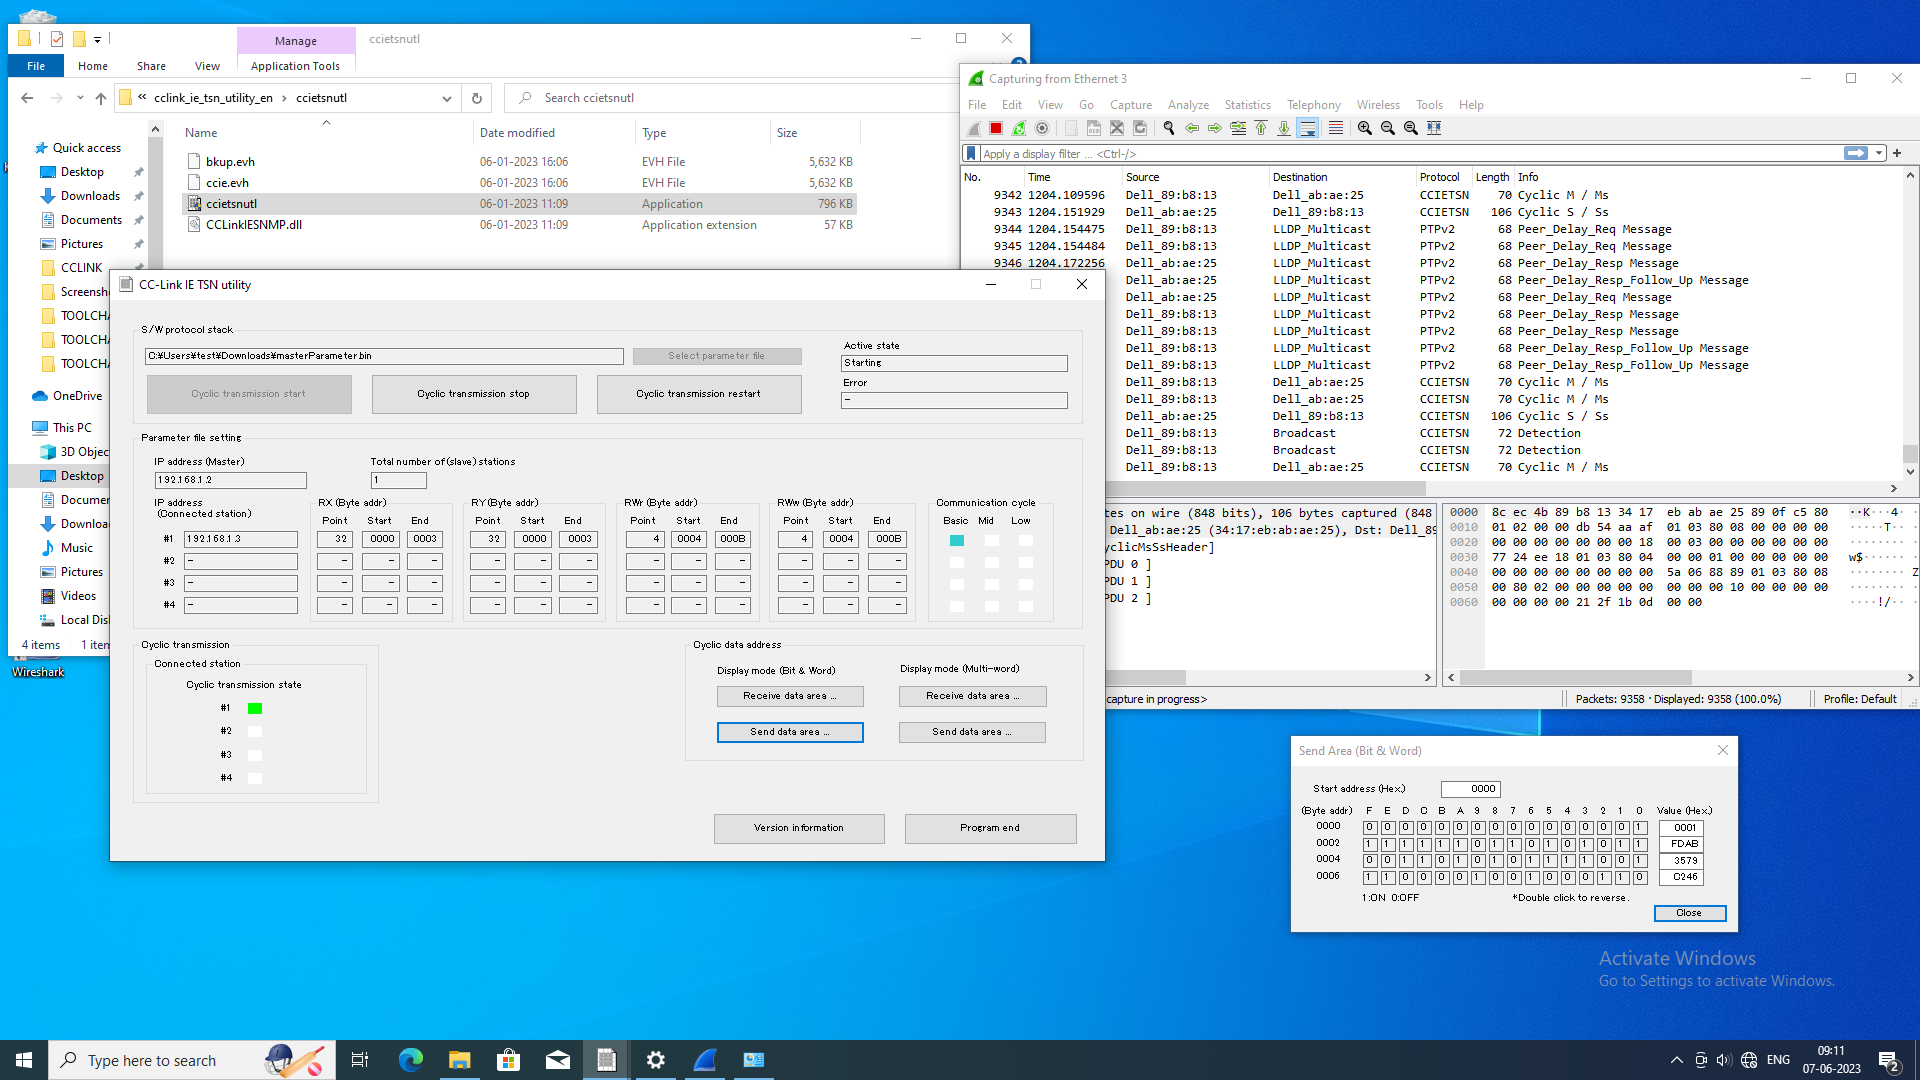 Manage
ccietsnutl
File
Home
Share
View
Application Tools
« cclink_ie_tsn_utility_en › ccietsnutl
Search ccietsnutl
Name
Date modified
Type
Size
Quick access
Desktop
Downloads
Documents
Pictures
CCLINK
Screensh
TOOLCHA
TOOLCHA
TOOLCHA
OneDrive
This PC
3D Objec
Desktop
Documen
Downloa
Music
Pictures
Videos
Local Disk
4 items
1 iten
bkup.evh 06-01-2023 16:06 EVH File 5,632 KB
ccie.evh 06-01-2023 16:06 EVH File 5,632 KB
ccietsnutl 06-01-2023 11:09 Application 796 KB
CCLinkIESNMP.dll 06-01-2023 11:09 Application extension 57 KB
Wireshark
Capturing from Ethernet 3
File Edit View Go Capture Analyze Statistics Telephony Wireless Tools Help
Apply a display filter ... <Ctrl-/>
No. Time Source Destination Protocol Length Info
9342 1204.109596 Dell_89:b8:13 Dell_ab:ae:25 CCIETSN 70 Cyclic M / Ms
9343 1204.151929 Dell_ab:ae:25 Dell_89:b8:13 CCIETSN 106 Cyclic S / Ss
9344 1204.154475 Dell_89:b8:13 LLDP_Multicast PTPv2 68 Peer_Delay_Req Message
9345 1204.154484 Dell_89:b8:13 LLDP_Multicast PTPv2 68 Peer_Delay_Req Message
9346 1204.172256 Dell_ab:ae:25 LLDP_Multicast PTPv2 68 Peer_Delay_Resp Message
Dell_ab:ae:25 LLDP_Multicast PTPv2 68 Peer_Delay_Resp_Follow_Up Message
Dell_ab:ae:25 LLDP_Multicast PTPv2 68 Peer_Delay_Req Message
Dell_89:b8:13 LLDP_Multicast PTPv2 68 Peer_Delay_Resp Message
Dell_89:b8:13 LLDP_Multicast PTPv2 68 Peer_Delay_Resp Message
Dell_89:b8:13 LLDP_Multicast PTPv2 68 Peer_Delay_Resp_Follow_Up Message
Dell_89:b8:13 LLDP_Multicast PTPv2 68 Peer_Delay_Resp_Follow_Up Message
Dell_89:b8:13 Dell_ab:ae:25 CCIETSN 70 Cyclic M / Ms
Dell_89:b8:13 Dell_ab:ae:25 CCIETSN 70 Cyclic M / Ms
Dell_ab:ae:25 Dell_89:b8:13 CCIETSN 106 Cyclic S / Ss
Dell_89:b8:13 Broadcast CCIETSN 72 Detection
Dell_89:b8:13 Broadcast CCIETSN 72 Detection
Dell_89:b8:13 Dell_ab:ae:25 CCIETSN 70 Cyclic M / Ms
tes on wire (848 bits), 106 bytes captured (848
Dell_ab:ae:25 (34:17:eb:ab:ae:25), Dst: Dell_89
yclicMsSsHeader]
PDU 0 ]
PDU 1 ]
PDU 2 ]
0000 8c ec 4b 89 b8 13 34 17 eb ab ae 25 89 0f c5 80 ··K···4·
0010 01 02 00 00 db 54 aa af 01 03 80 08 00 00 00 00 ·····T··
0020 00 00 00 00 00 00 00 18 00 03 00 00 00 00 00 00 ········
0030 77 24 ee 18 01 03 80 04 00 00 01 00 00 00 00 00 w$······
0040 00 00 00 00 00 00 00 00 5a 06 88 89 01 03 80 08 ········ Z
0050 00 80 02 00 00 00 00 00 00 00 10 00 00 00 00 00 ········
0060 00 00 00 00 21 2f 1b 0d 00 00 ····!/··
capture in progress>
Packets: 9358 · Displayed: 9358 (100.0%)
Profile: Default
CC-Link IE TSN utility
S/W protocol stack
C:¥Users¥test¥Downloads¥masterParameter.bin
Select parameter file
Cyclic transmission start
Cyclic transmission stop
Cyclic transmission restart
Active state
Starting
Error
-
Parameter file setting
IP address (Master)
192.168.1.2
Total number of (slave) stations
1
IP address
(Connected station)
RX (Byte addr) RY (Byte addr) RWr (Byte addr) RWw (Byte addr) Communication cycle
Point Start End Point Start End Point Start End Point Start End Basic Mid Low
#1 192.168.1.3 32 0000 0003 32 0000 0003 4 0004 000B 4 0004 000B
#2 - - - - - - - - - - - - -
#3 - - - - - - - - - - - - -
#4 - - - - - - - - - - - - -
Cyclic transmission
Connected station
Cyclic transmission state
#1
#2
#3
#4
Cyclic data address
Display mode (Bit & Word)
Display mode (Multi-word)
Receive data area ...
Receive data area ...
Send data area ...
Send data area ...
Version information
Program end
Send Area (Bit & Word)
Start address (Hex.) 0000
(Byte addr) F E D C B A 9 8 7 6 5 4 3 2 1 0 Value (Hex.)
0000 0 0 0 0 0 0 0 0 0 0 0 0 0 0 0 1 0001
0002 1 1 1 1 1 1 0 1 1 0 1 0 1 0 1 1 FDAB
0004 0 0 1 1 0 1 0 1 0 1 1 1 1 0 0 1 3579
0006 1 1 0 0 0 0 1 0 0 1 0 0 0 1 1 0 C246
1:ON 0:OFF
*Double click to reverse.
Close
Activate Windows
Go to Settings to activate Windows.
Type here to search
ENG
09:11
07-06-2023
2